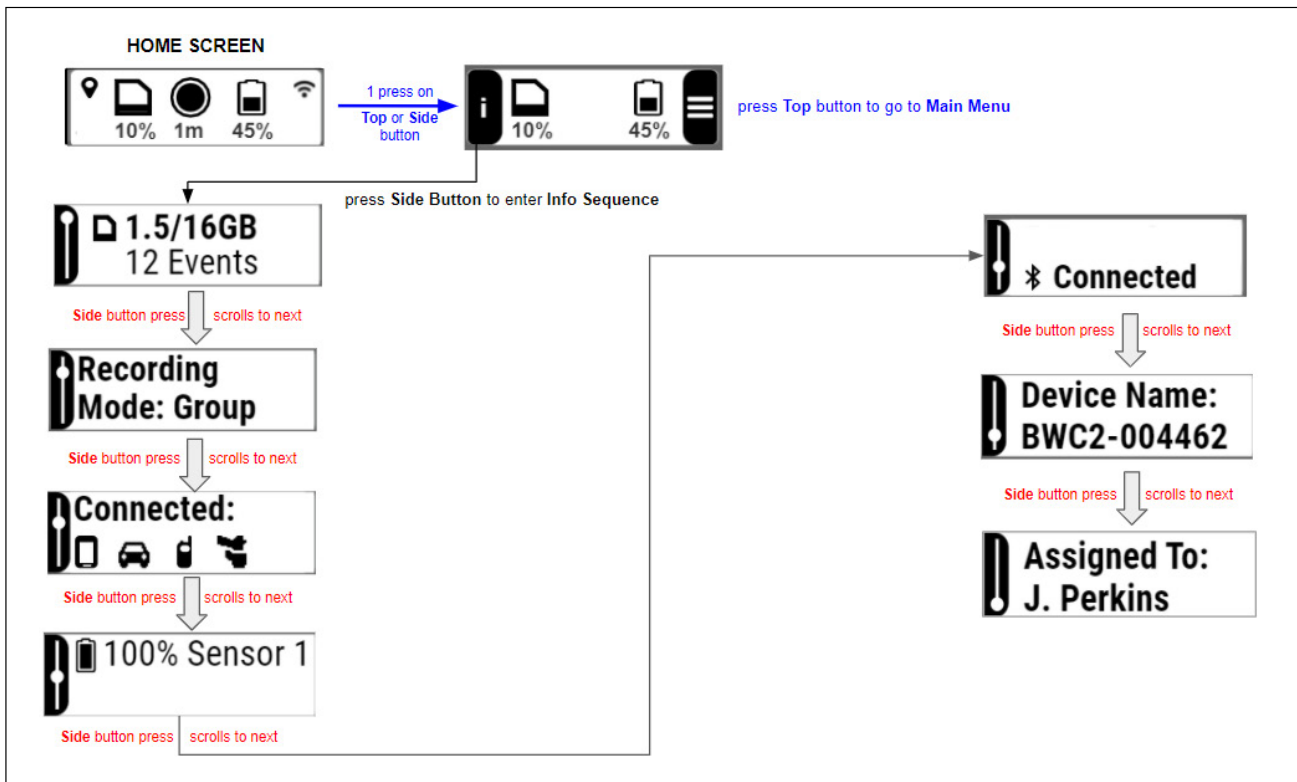 HOME SCREEN
10% 1m 45%
1 press on
Top or Side
button
i
10% 45%
press Top button to go to Main Menu
press Side Button to enter Info Sequence
1.5/16GB
12 Events
Side button press scrolls to next
Recording
Mode: Group
Side button press scrolls to next
Connected:
Side button press scrolls to next
100% Sensor 1
Side button press scrolls to next
Connected
Side button press scrolls to next
Device Name:
BWC2-004462
Side button press scrolls to next
Assigned To:
J. Perkins